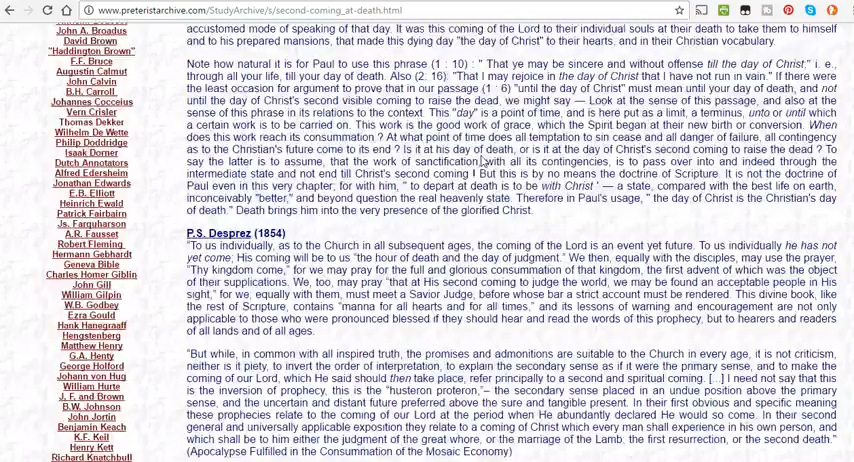 www.preteristarchive.com/StudyArchive/s/second-coming_at-death.html
John A. Broadus
David Brown
"Haddington Brown"
F.F. Bruce
Augustin Calmut
John Calvin
B.H. Carroll
Johannes Cocceius
Vern Crisler
Thomas Dekker
Wilhelm De Wette
Philip Doddridge
Isaak Dorner
Dutch Annotators
Alfred Edersheim
Jonathan Edwards
E.B. Elliott
Heinrich Ewald
Patrick Fairbairn
Js. Farquharson
A.R. Fausset
Robert Fleming
Hermann Gebhardt
Geneva Bible
Charles Homer Giblin
John Gill
William Gilpin
W.B. Godbey
Ezra Gould
Hank Hanegraaff
Hengstenberg
Matthew Henry
G.A. Henty
George Holford
Johann von Hug
William Hurte
J, F, and Brown
B.W. Johnson
John Jortin
Benjamin Keach
K.F. Keil
Henry Kett
Richard Knatchbull
accustomed mode of speaking of that day. It was this coming of the Lord to their individual souls at their death to take them to himself
and to his prepared mansions, that made this dying day "the day of Christ" to their hearts, and in their Christian vocabulary.
Note how natural it is for Paul to use this phrase (1 : 10) : " That ye may be sincere and without offense till the day of Christ," i. e.,
through all your life, till your day of death. Also (2: 16): "That I may rejoice in the day of Christ that I have not run in vain." If there were
the least occasion for argument to prove that in our passage (1 : 6) "until the day of Christ" must mean until your day of death, and not
until the day of Christ's second visible coming to raise the dead, we might say — Look at the sense of this passage, and also at the
sense of this phrase in its relations to the context. This "day" is a point of time, and is here put as a limit, a terminus, unto or until which
a certain work is to be carried on. This work is the good work of grace, which the Spirit began at their new birth or conversion. WHEN
does this work reach its consummation ? At what point of time does all temptation to sin cease and all danger of failure, all contingency
as to the Christian's future come to its end ? Is it at his day of death, or is it at the day of Christ's second coming to raise the dead ? To
say the latter is to assume, that the work of sanctification, with all its contingencies, is to pass over into and indeed through the
intermediate state and not end till Christ's second coming ! But this is by no means the doctrine of Scripture. It is not the doctrine of
Paul even in this very chapter; for with him, " to depart at death is to be with Christ ' — a state, compared with the best life on earth,
inconceivably "better," and beyond question the real heavenly state. Therefore in Paul's usage, " the day of Christ is the Christian's day
of death." Death brings him into the very presence of the glorified Christ.
P.S. Desprez (1854)
"To us individually, as to the Church in all subsequent ages, the coming of the Lord is an event yet future. To us individually he has not
yet come; His coming will be to us "the hour of death and the day of judgment." We then, equally with the disciples, may use the prayer,
"Thy kingdom come," for we may pray for the full and glorious consummation of that kingdom, the first advent of which was the object
of their supplications. We, too, may pray "that at His second coming to judge the world, we may be found an acceptable people in His
sight," for we, equally with them, must meet a Savior Judge, before whose bar a strict account must be rendered. This divine book, like
the rest of Scripture, contains "manna for all hearts and for all times," and its lessons of warning and encouragement are not only
applicable to those who were pronounced blessed if they should hear and read the words of this prophecy, but to hearers and readers
of all lands and of all ages.
"But while, in common with all inspired truth, the promises and admonitions are suitable to the Church in every age, it is not criticism,
neither is it piety, to invert the order of interpretation, to explain the secondary sense as if it were the primary sense, and to make the
coming of our Lord, which He said should then take place, refer principally to a second and spiritual coming. [...] I need not say that this
is the inversion of prophecy, this is the "husteron proteron,"– the secondary sense placed in an undue position above the primary
sense, and the uncertain and distant future preferred above the sure and tangible present. In their first obvious and specific meaning
these prophecies relate to the coming of our Lord at the period when He abundantly declared He would so come. In their second
general and universally applicable exposition they relate to a coming of Christ which every man shall experience in his own person, and
which shall be to him either the judgment of the great whore, or the marriage of the Lamb; the first resurrection, or the second death."
(Apocalypse Fulfilled in the Consummation of the Mosaic Economy)